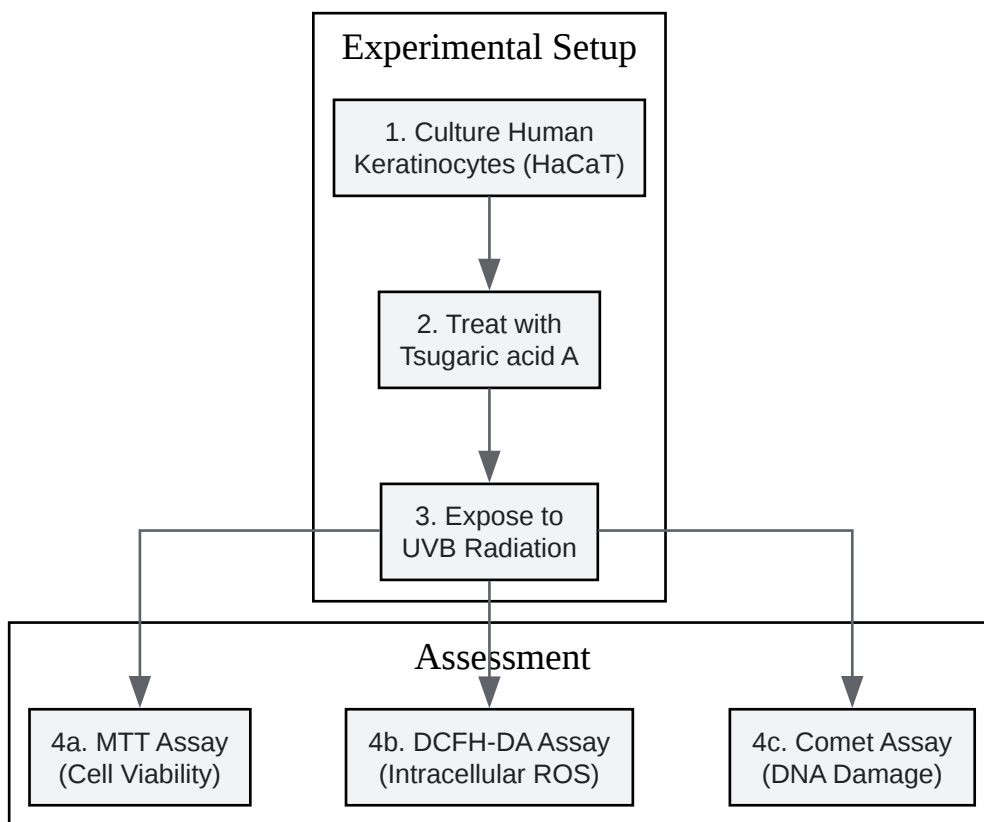 Experimental Setup
1. Culture Human
Keratinocytes (HaCaT)
2. Treat with
Tsugaric acid A
3. Expose to
UVB Radiation
Assessment
4a. MTT Assay
(Cell Viability)
4b. DCFH-DA Assay
(Intracellular ROS)
4c. Comet Assay
(DNA Damage)